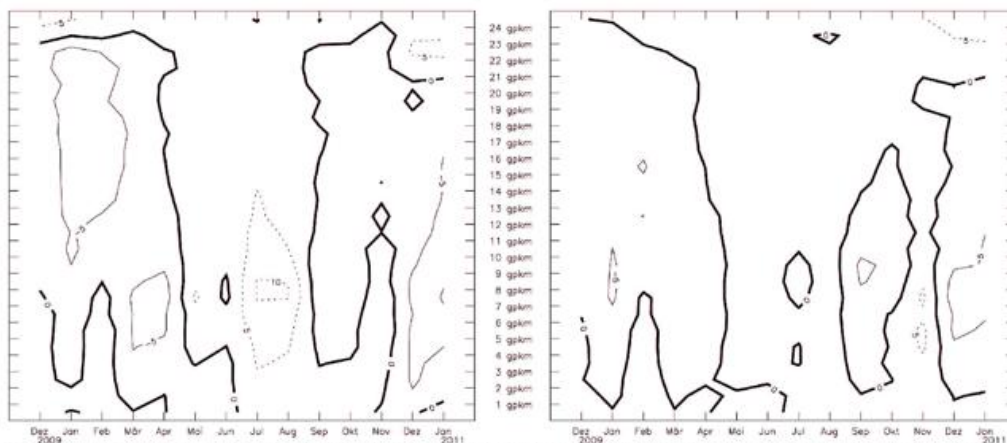 24 gpkm
23 gpkm
22 gpkm
21 gpkm
20 gpkm
19 gpkm
18 gpkm
17 gpkm
16 gpkm
15 gpkm
14 gpkm
13 gpkm
12 gpkm
11 gpkm
10 gpkm
9 gpkm
8 gpkm
7 gpkm
6 gpkm
5 gpkm
4 gpkm
3 gpkm
2 gpkm
1 gpkm
Dez Jan Feb Mär Apr Mai Jun Jul Aug Sep Okt Nov Dez Jan
2009 2011
Dez Jan Feb Mär Apr Mai Jun Jul Aug Sep Okt Nov Dez Jan
2009 2011